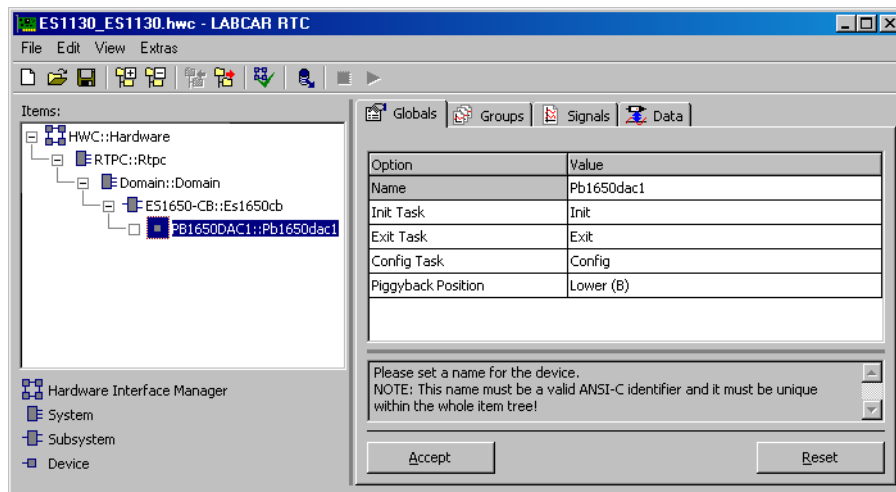 ES1130_ES1130.hwc - LABCAR RTC
File Edit View Extras
Items:
HWC::Hardware
RTPC::Rtpc
Domain::Domain
ES1650-CB::Es1650cb
PB1650DAC1::Pb1650dac1
Hardware Interface Manager
System
Subsystem
Device
Globals Groups Signals Data
Option Value
Name Pb1650dac1
Init Task Init
Exit Task Exit
Config Task Config
Piggyback Position Lower (B)
Please set a name for the device.
NOTE: This name must be a valid ANSI-C identifier and it must be unique
within the whole item tree!
Accept Reset